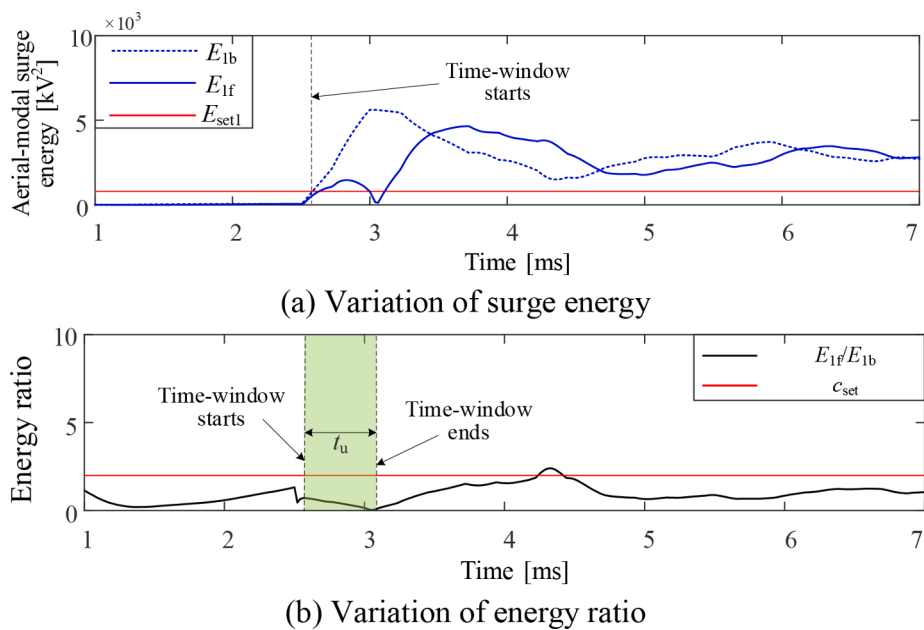 ×10³
10
5
0
Aerial-modal surge
energy [kV²]
E1b
E1f
Eset1
Time-window
starts
1 2 3 4 5 6 7
Time [ms]
(a) Variation of surge energy
10
5
0
Energy ratio
E1f/E1b
cset
Time-window
starts
tu
Time-window
ends
1 2 3 4 5 6 7
Time [ms]
(b) Variation of energy ratio